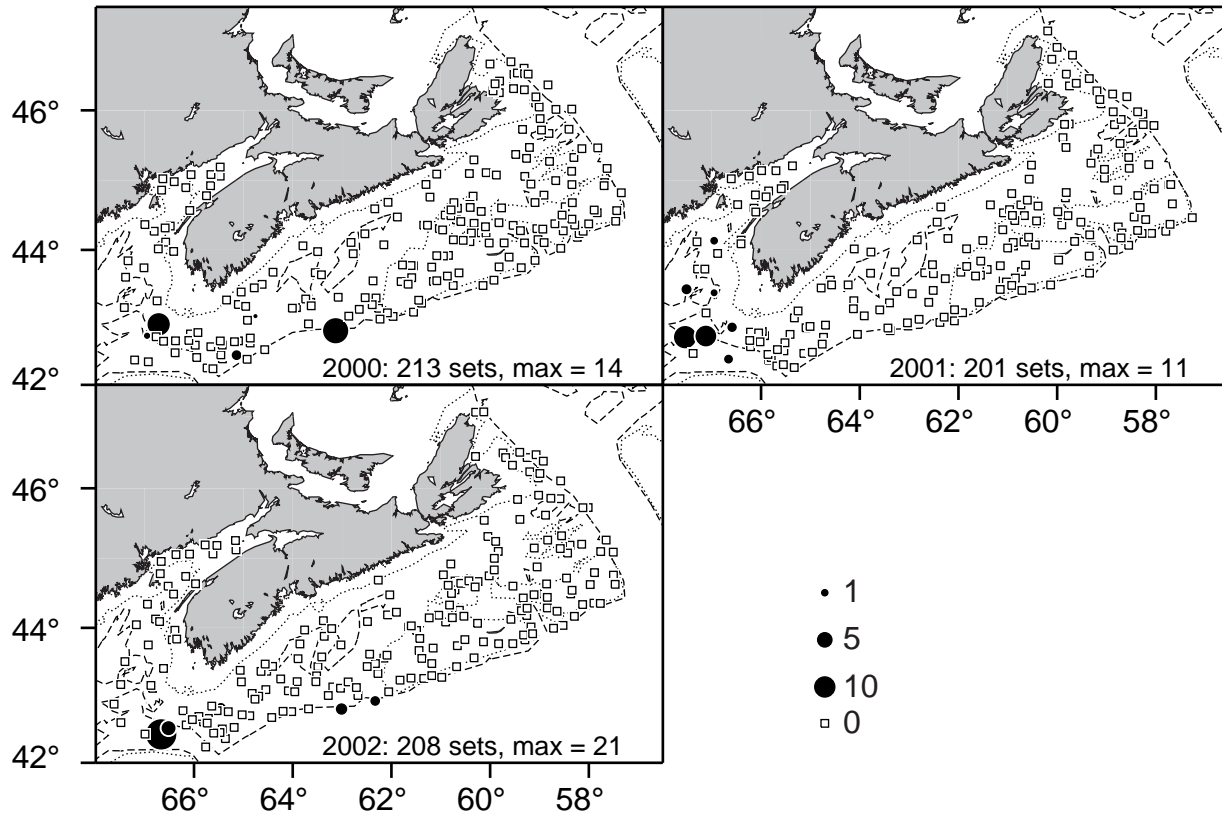 46°
44°
42°
2000: 213 sets, max = 14
2001: 201 sets, max = 11
66° 64° 62° 60° 58°
46°
44°
42°
2002: 208 sets, max = 21
66° 64° 62° 60° 58°
1
5
10
0